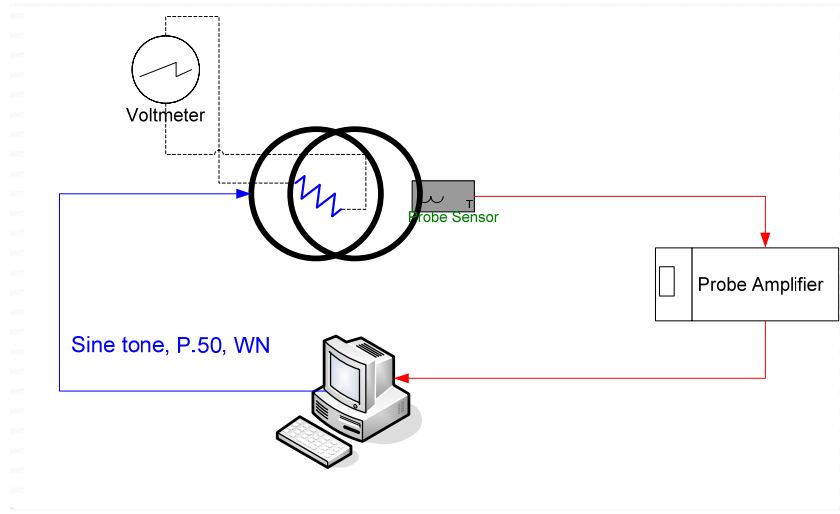 Voltmeter
T
Probe Sensor
Probe Amplifier
Sine tone, P.50, WN